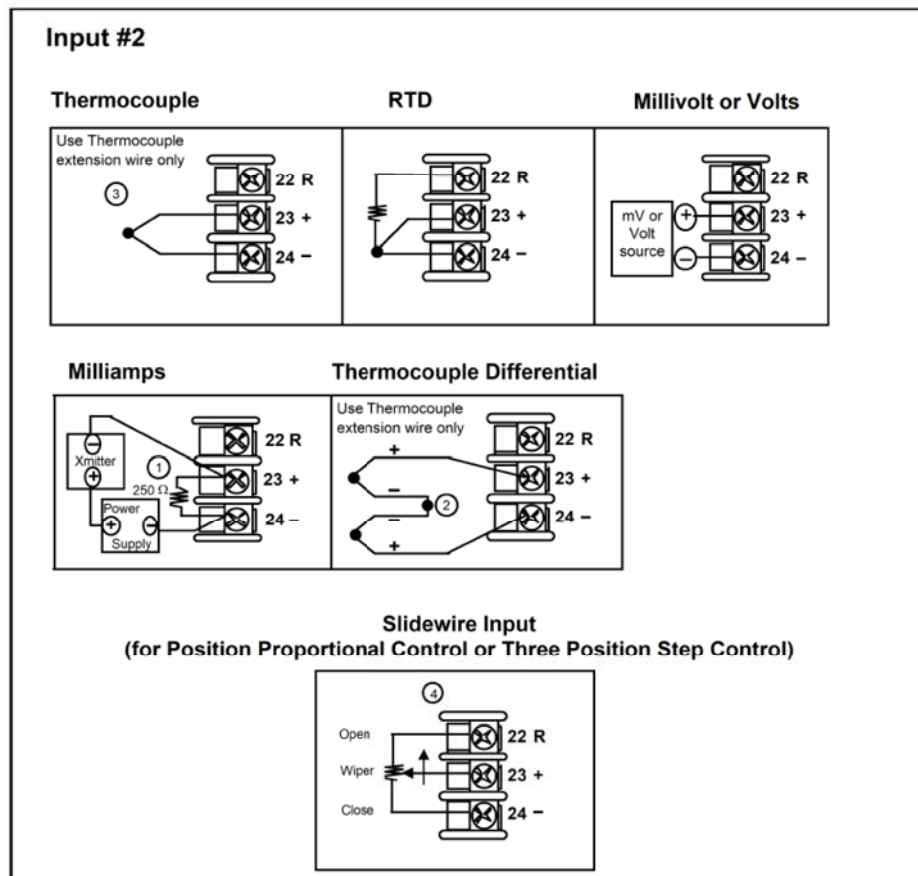 Input #2
Thermocouple
RTD
Millivolt or Volts
Use Thermocouple
extension wire only
3
22 R
23 +
24 −
22 R
23 +
24 −
mV or
Volt
source
+
−
22 R
23 +
24 −
Milliamps
Thermocouple Differential
−
Xmitter
+
1
250 Ω
Power
+ −
Supply
22 R
23 +
24 −
Use Thermocouple
extension wire only
+
−
2
−
+
22 R
23 +
24 −
Slidewire Input
(for Position Proportional Control or Three Position Step Control)
4
Open
Wiper
Close
22 R
23 +
24 −